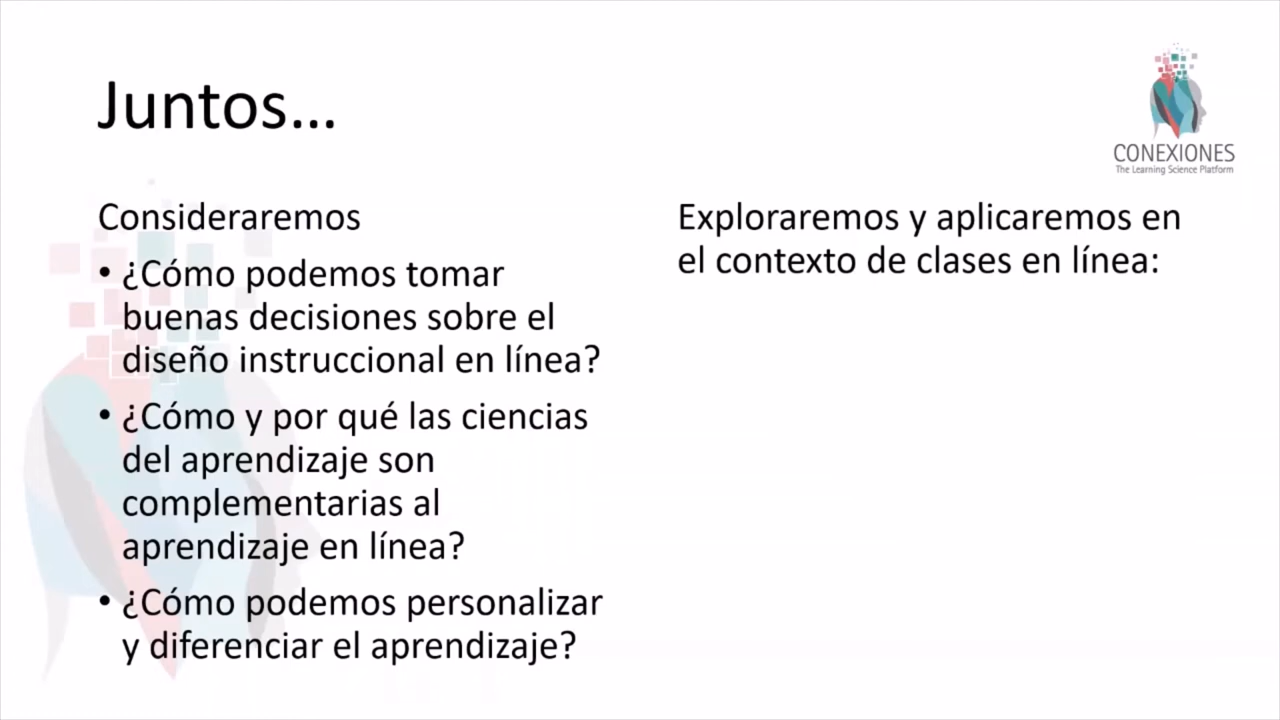 Juntos...
CONEXIONES
The Learning Science Platform
Consideraremos
• ¿Cómo podemos tomar
buenas decisiones sobre el
diseño instruccional en línea?
• ¿Cómo y por qué las ciencias
del aprendizaje son
complementarias al
aprendizaje en línea?
• ¿Cómo podemos personalizar
y diferenciar el aprendizaje?
Exploraremos y aplicaremos en
el contexto de clases en línea: